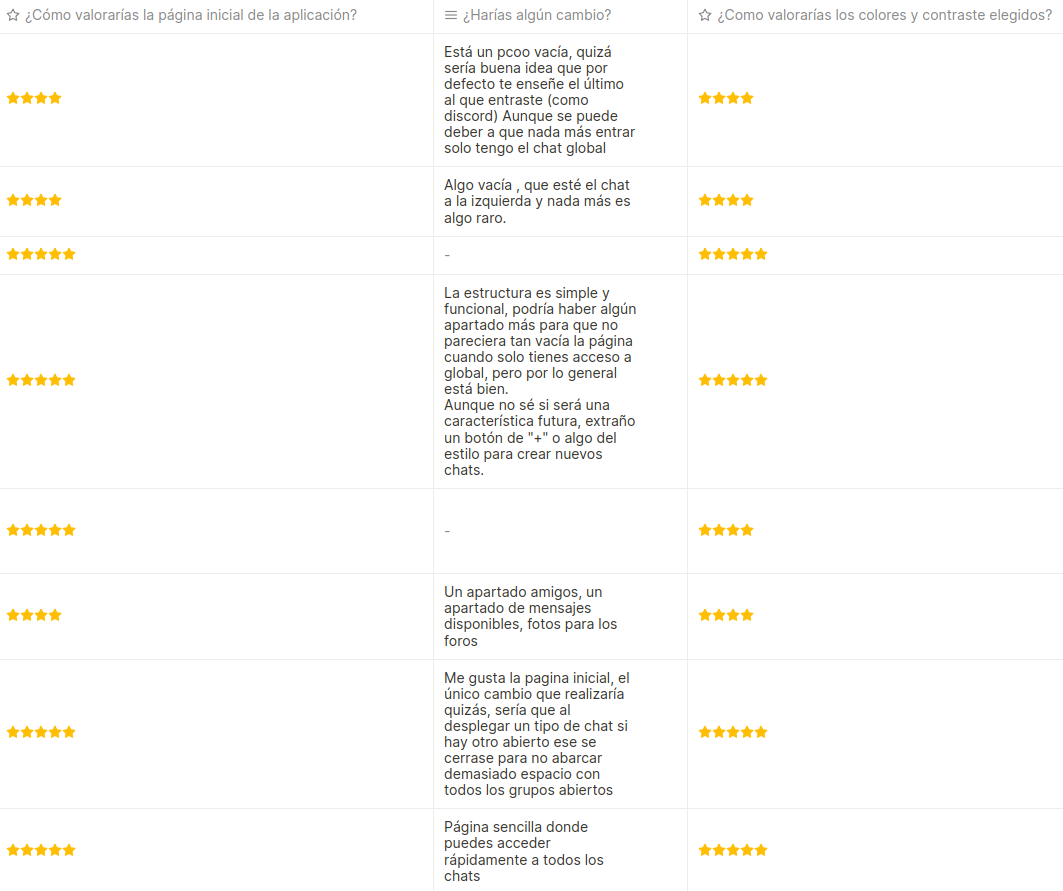 ¿Cómo valorarías la página inicial de la aplicación?
¿Harías algún cambio?
¿Como valorarías los colores y contraste elegidos?
Está un pcoo vacía, quizá
sería buena idea que por
defecto te enseñe el último
al que entraste (como
discord) Aunque se puede
deber a que nada más entrar
solo tengo el chat global
Algo vacía , que esté el chat
a la izquierda y nada más es
algo raro.
-
La estructura es simple y
funcional, podría haber algún
apartado más para que no
pareciera tan vacía la página
cuando solo tienes acceso a
global, pero por lo general
está bien.
Aunque no sé si será una
característica futura, extraño
un botón de "+" o algo del
estilo para crear nuevos
chats.
-
Un apartado amigos, un
apartado de mensajes
disponibles, fotos para los
foros
Me gusta la pagina inicial, el
único cambio que realizaría
quizás, sería que al
desplegar un tipo de chat si
hay otro abierto ese se
cerrase para no abarcar
demasiado espacio con
todos los grupos abiertos
Página sencilla donde
puedes acceder
rápidamente a todos los
chats